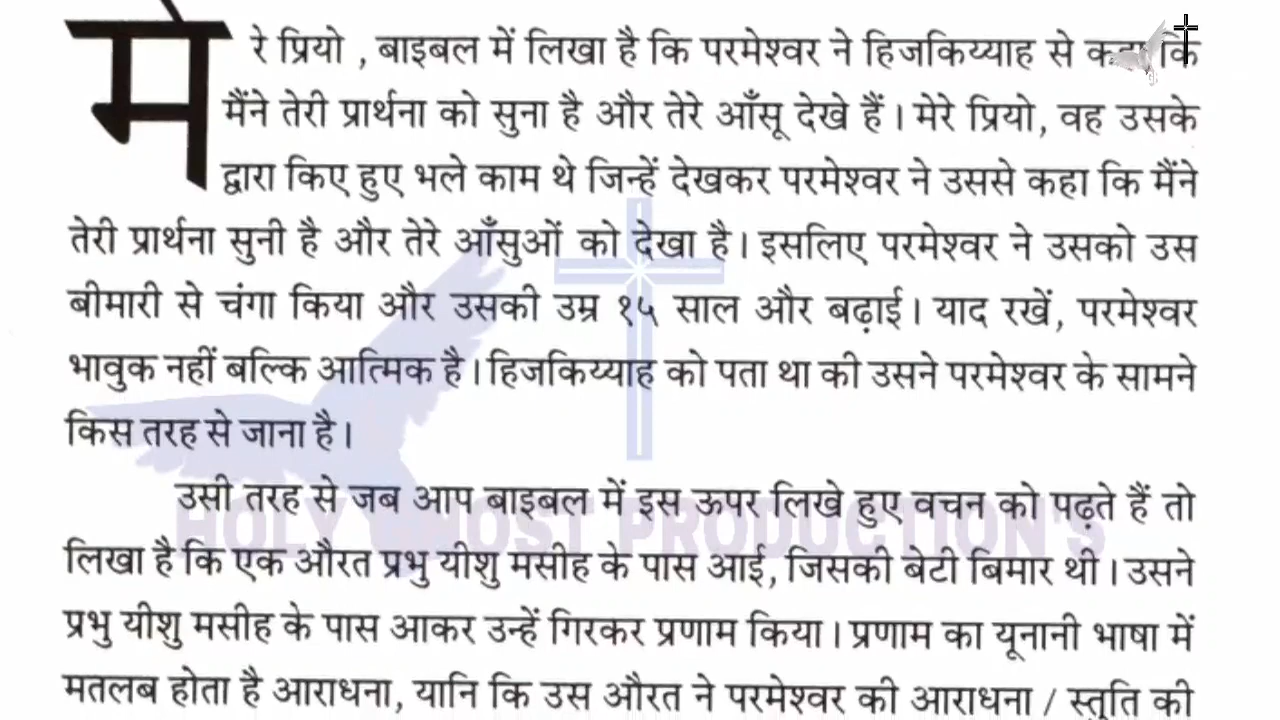 मेरे प्रियो , बाइबल में लिखा है कि परमेश्वर ने हिजकिय्याह से कहा कि
मैंने तेरी प्रार्थना को सुना है और तेरे आँसू देखे हैं। मेरे प्रियो, वह उसके
द्वारा किए हुए भले काम थे जिन्हें देखकर परमेश्वर ने उससे कहा कि मैंने
तेरी प्रार्थना सुनी है और तेरे आँसुओं को देखा है। इसलिए परमेश्वर ने उसको उस
बीमारी से चंगा किया और उसकी उम्र १५ साल और बढ़ाई। याद रखें, परमेश्वर
भावुक नहीं बल्कि आत्मिक है। हिजकिय्याह को पता था की उसने परमेश्वर के सामने
किस तरह से जाना है।
उसी तरह से जब आप बाइबल में इस ऊपर लिखे हुए वचन को पढ़ते हैं तो
HOLY GHOST PRODUCTION'S
लिखा है कि एक औरत प्रभु यीशु मसीह के पास आई, जिसकी बेटी बिमार थी। उसने
प्रभु यीशु मसीह के पास आकर उन्हें गिरकर प्रणाम किया। प्रणाम का यूनानी भाषा में
मतलब होता है आराधना, यानि कि उस औरत ने परमेश्वर की आराधना / स्तुति की